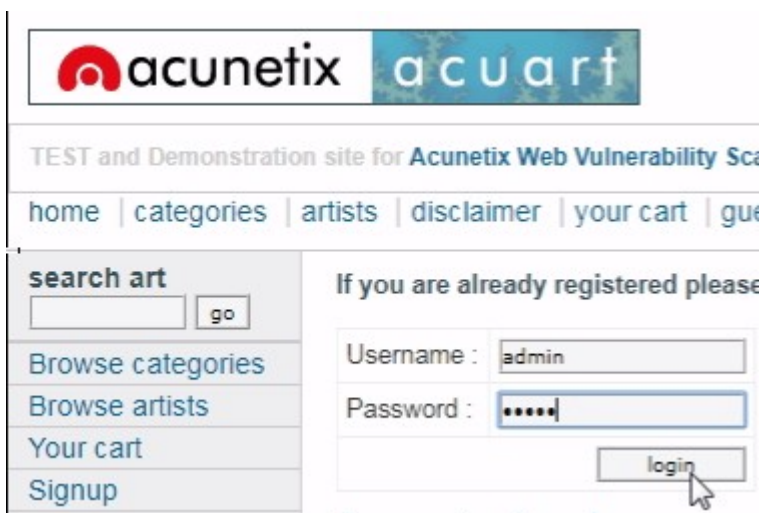 acunetix acuart
TEST and Demonstration site for Acunetix Web Vulnerability Sca
home | categories | artists | disclaimer | your cart | gue
search art
go
If you are already registered please
Username : admin
Password : •••••
login
Browse categories
Browse artists
Your cart
Signup